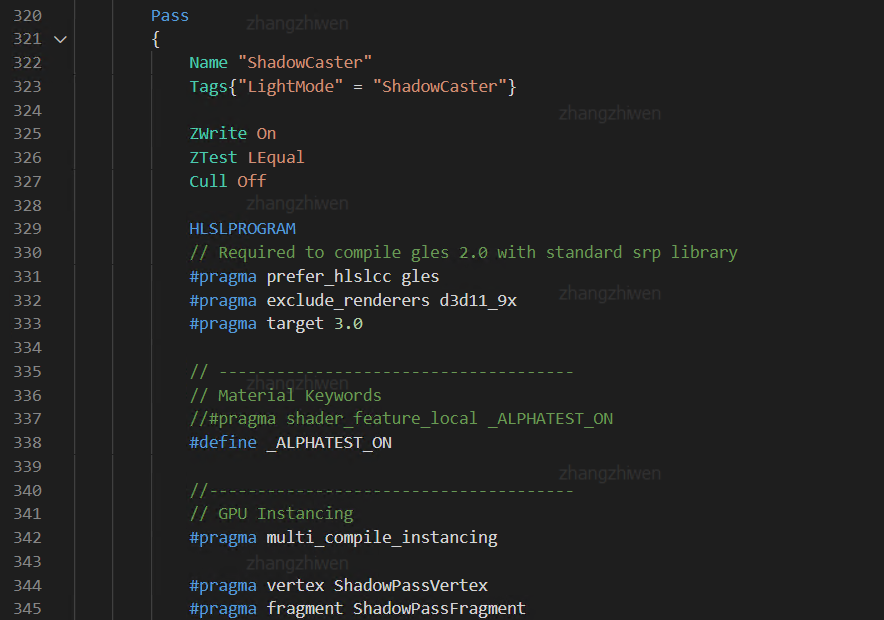 320 Pass
zhangzhiwen
321 {
322 Name "ShadowCaster"
323 Tags{"LightMode" = "ShadowCaster"}
324
zhangzhiwen
325 ZWrite On
326 ZTest LEqual
327 Cull Off
328
zhangzhiwen
329 HLSLPROGRAM
330 // Required to compile gles 2.0 with standard srp library
331 #pragma prefer_hlslcc gles
332 #pragma exclude_renderers d3d11_9x
zhangzhiwen
333 #pragma target 3.0
334
335 // -------------------------------------
zhangzhiwen
336 // Material Keywords
337 //#pragma shader_feature_local _ALPHATEST_ON
338 #define _ALPHATEST_ON
339
zhangzhiwen
340 //--------------------------------------
341 // GPU Instancing
342 #pragma multi_compile_instancing
343
zhangzhiwen
344 #pragma vertex ShadowPassVertex
345 #pragma fragment ShadowPassFragment